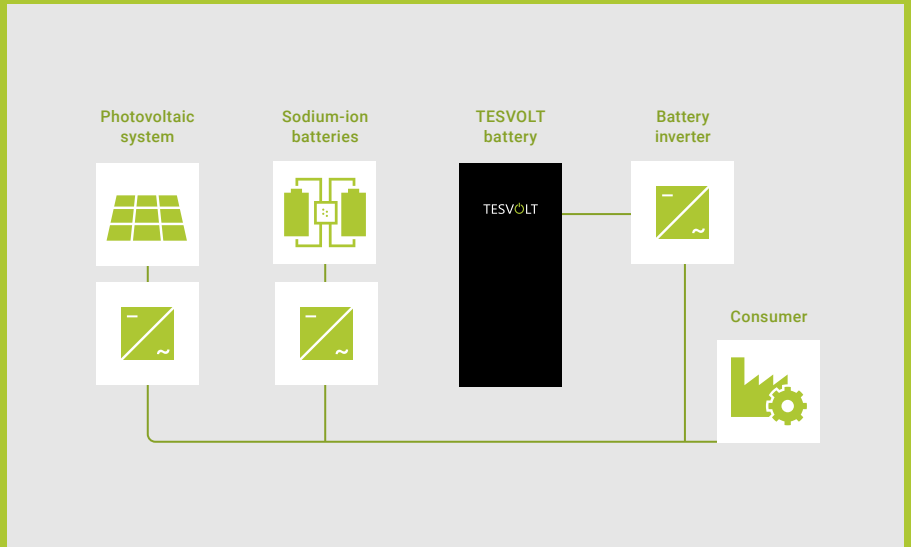 Photovoltaic
system
Sodium-ion
batteries
TESVOLT
battery
Battery
inverter
TESVOLT
Consumer